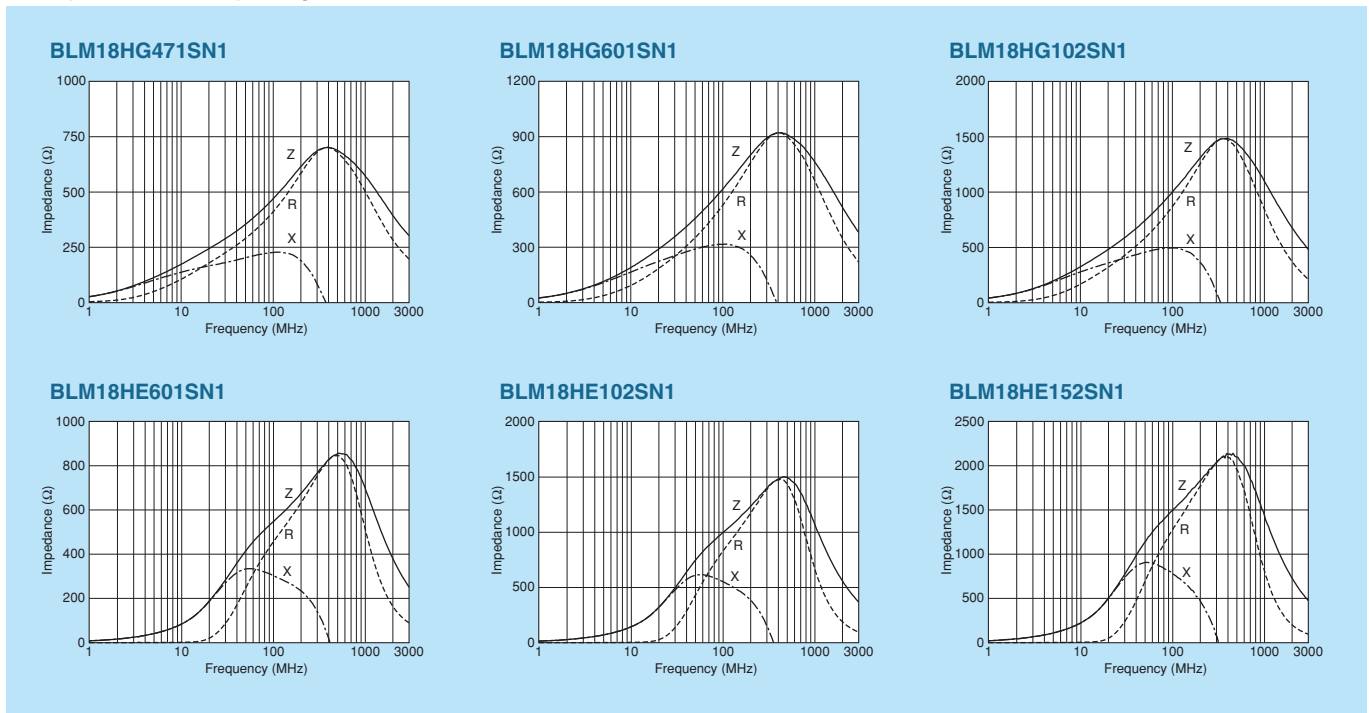 BLM18HG471SN1
1000
750
500
250
0
Impedance (Ω)
Z
R
X
1
10
100
1000
3000
Frequency (MHz)
BLM18HG601SN1
1200
900
600
300
0
Impedance (Ω)
Z
R
X
1
10
100
1000
3000
Frequency (MHz)
BLM18HG102SN1
2000
1500
1000
500
0
Impedance (Ω)
Z
R
X
1
10
100
1000
3000
Frequency (MHz)
BLM18HE601SN1
1000
800
600
400
200
0
Impedance (Ω)
Z
R
X
1
10
100
1000
3000
Frequency (MHz)
BLM18HE102SN1
2000
1500
1000
500
0
Impedance (Ω)
Z
R
X
1
10
100
1000
3000
Frequency (MHz)
BLM18HE152SN1
2500
2000
1500
1000
500
0
Impedance (Ω)
Z
R
X
1
10
100
1000
3000
Frequency (MHz)